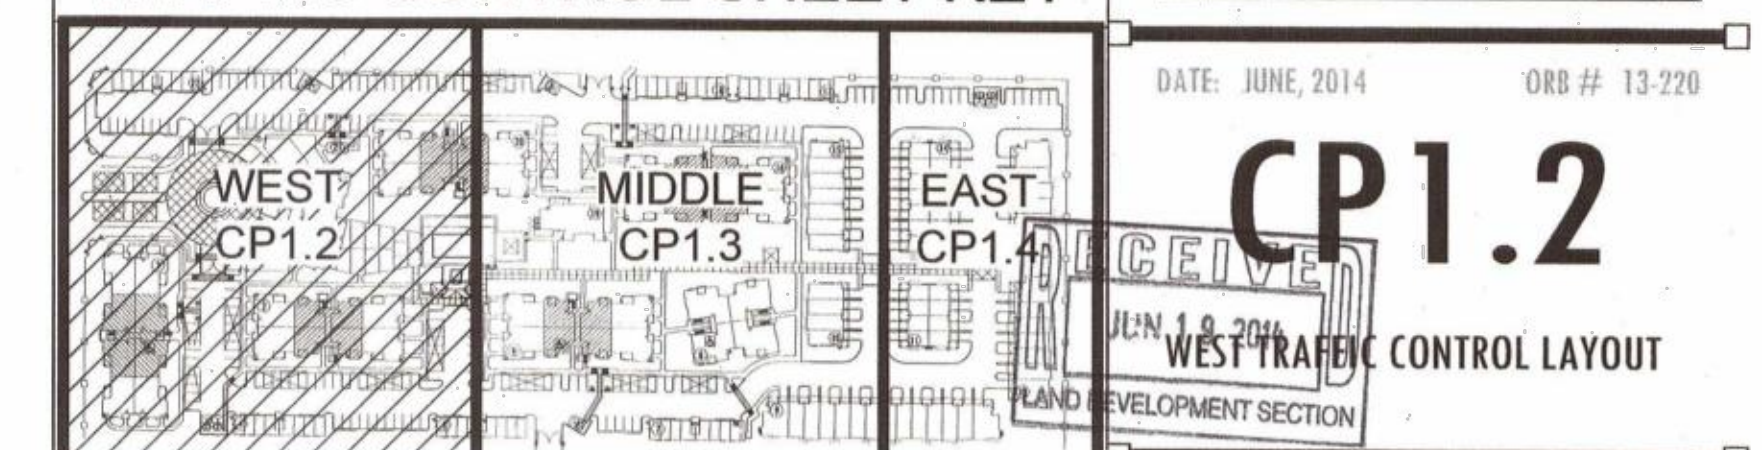 WEST
CP1.2
MIDDLE
CP1.3
EAST
CP1.4
DATE: JUNE, 2014 ORB # 13-220
CP1.2
RECEIVED
JUN 19 2014
WEST TRAFFIC CONTROL LAYOUT
LAND DEVELOPMENT SECTION